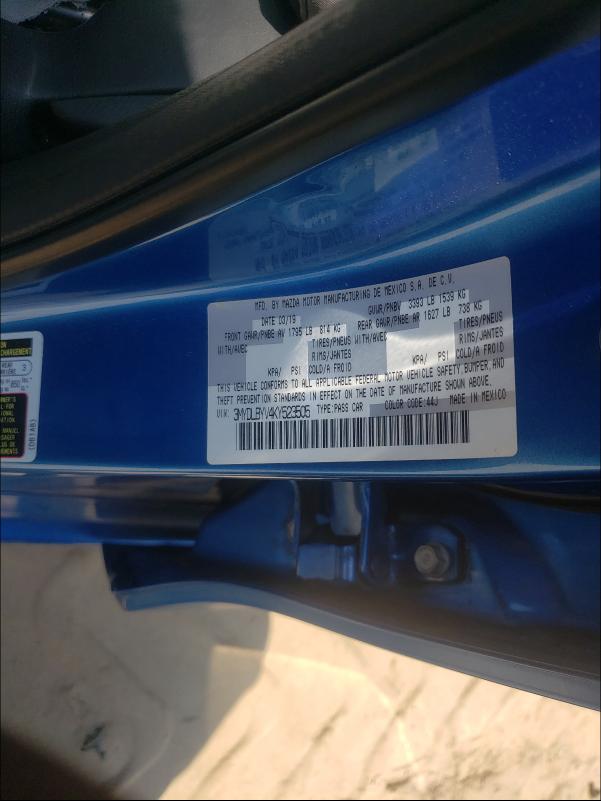 MFD. BY MAZDA MOTOR MANUFACTURING DE MEXICO S.A. DE C.V.
DATE 03/19 GVWR/PNBV 3393 LB 1539 KG
FRONT GAWR/PNBE AV 1795 LB 814 KG REAR GAWR/PNBE AR 1627 LB 738 KG
WITH/AVEC TIRES/PNEUS WITH/AVEC TIRES/PNEUS
RIMS/JANTES RIMS/JANTES
KPA/ PSI COLD/A FROID KPA/ PSI COLD/A FROID
THIS VEHICLE CONFORMS TO ALL APPLICABLE FEDERAL MOTOR VEHICLE SAFETY BUMPER, AND
THEFT PREVENTION STANDARDS IN EFFECT ON THE DATE OF MANUFACTURE SHOWN ABOVE.
VIN: 3MYDLBYV4KY523505 TYPE:PASS CAR COLOR CODE:44J MADE IN MEXICO
(DB1AB)